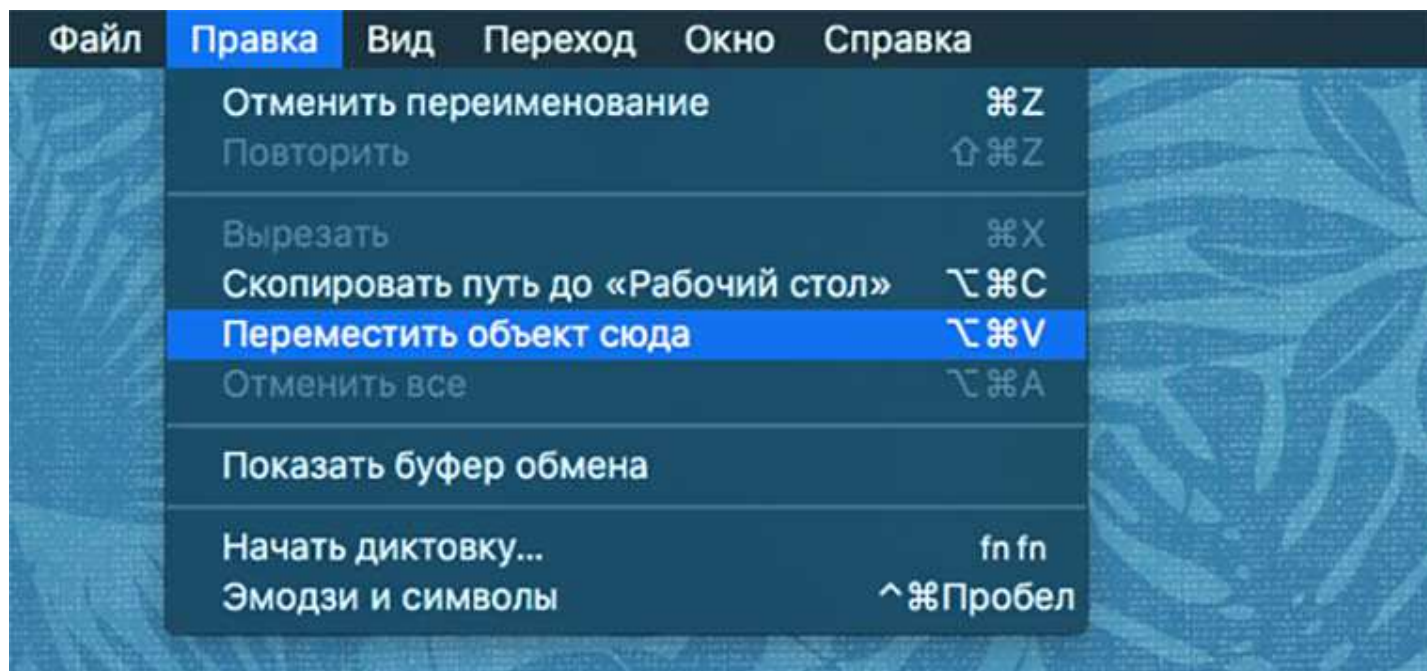 Файл Правка Вид Переход Окно Справка
Отменить переименование ⌘Z
Повторить ⇧⌘Z
Вырезать ⌘X
Скопировать путь до «Рабочий стол» ⌥⌘C
Переместить объект сюда ⌥⌘V
Отменить все ⌥⌘A
Показать буфер обмена
Начать диктовку... fn fn
Эмодзи и символы ^⌘Пробел